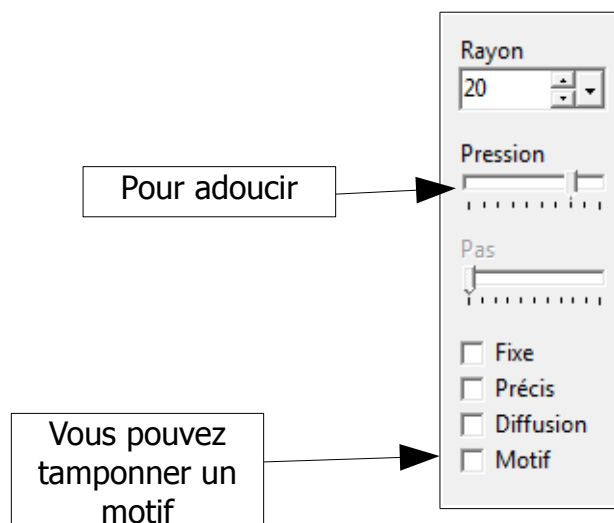 Rayon
20
Pression
Pour adoucir
Pas
Fixe
Précis
Diffusion
Motif
Vous pouvez
tamponner un
motif